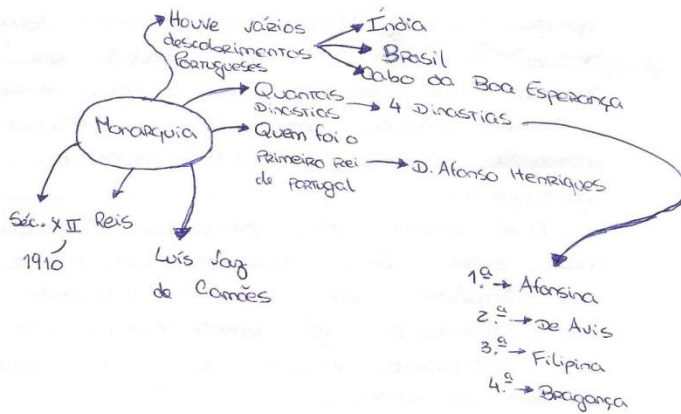 Houve vários
descobrimentos
Portugueses
Índia
Brasil
Cabo da Boa Esperança
Quantas
Dinastias
4 Dinastias
Monarquia
Quem foi o
Primeiro Rei
de Portugal
D. Afonso Henriques
Séc. XII
1910
Reis
Luís Vaz
de Camões
1.ª Afonsina
2.ª De Avis
3.ª Filipina
4.ª Bragança